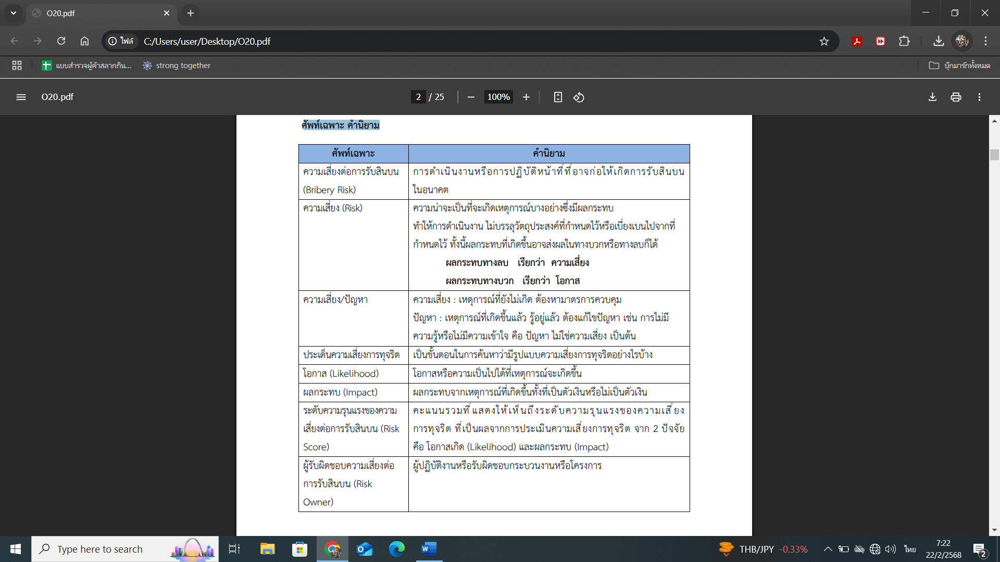 O20.pdf
ไฟล์ C:/Users/user/Desktop/O20.pdf
แบบสำรวจผู้ค้าสลากกิน... strong together บุ๊กมาร์กทั้งหมด
O20.pdf 2 / 25 100%
ศัพท์เฉพาะ คำนิยาม
ศัพท์เฉพาะ คำนิยาม
ความเสี่ยงต่อการรับสินบน
(Bribery Risk)
การดำเนินงานหรือการปฏิบัติหน้าที่ที่อาจก่อให้เกิดการรับสินบน
ในอนาคต
ความเสี่ยง (Risk)
ความน่าจะเป็นที่จะเกิดเหตุการณ์บางอย่างซึ่งมีผลกระทบ
ทำให้การดำเนินงาน ไม่บรรลุวัตถุประสงค์ที่กำหนดไว้หรือเบี่ยงเบนไปจากที่
กำหนดไว้ ทั้งนี้ผลกระทบที่เกิดขึ้นอาจส่งผลในทางบวกหรือทางลบก็ได้
ผลกระทบทางลบ เรียกว่า ความเสี่ยง
ผลกระทบทางบวก เรียกว่า โอกาส
ความเสี่ยง/ปัญหา
ความเสี่ยง : เหตุการณ์ที่ยังไม่เกิด ต้องหามาตรการควบคุม
ปัญหา : เหตุการณ์ที่เกิดขึ้นแล้ว รู้อยู่แล้ว ต้องแก้ไขปัญหา เช่น การไม่มี
ความรู้หรือไม่มีความเข้าใจ คือ ปัญหา ไม่ใช่ความเสี่ยง เป็นต้น
ประเด็นความเสี่ยงการทุจริต
เป็นขั้นตอนในการค้นหาว่ามีรูปแบบความเสี่ยงการทุจริตอย่างไรบ้าง
โอกาส (Likelihood)
โอกาสหรือความเป็นไปได้ที่เหตุการณ์จะเกิดขึ้น
ผลกระทบ (Impact)
ผลกระทบจากเหตุการณ์ที่เกิดขึ้นทั้งที่เป็นตัวเงินหรือไม่เป็นตัวเงิน
ระดับความรุนแรงของความ
เสี่ยงต่อการรับสินบน (Risk
Score)
คะแนนรวมที่แสดงให้เห็นถึงระดับความรุนแรงของความเสี่ยง
การทุจริต ที่เป็นผลจากการประเมินความเสี่ยงการทุจริต จาก 2 ปัจจัย
คือ โอกาสเกิด (Likelihood) และผลกระทบ (Impact)
ผู้รับผิดชอบความเสี่ยงต่อ
การรับสินบน (Risk
Owner)
ผู้ปฏิบัติงานหรือรับผิดชอบกระบวนงานหรือโครงการ
Type here to search
THB/JPY -0.33%
ไทย
7:22
22/2/2568
2